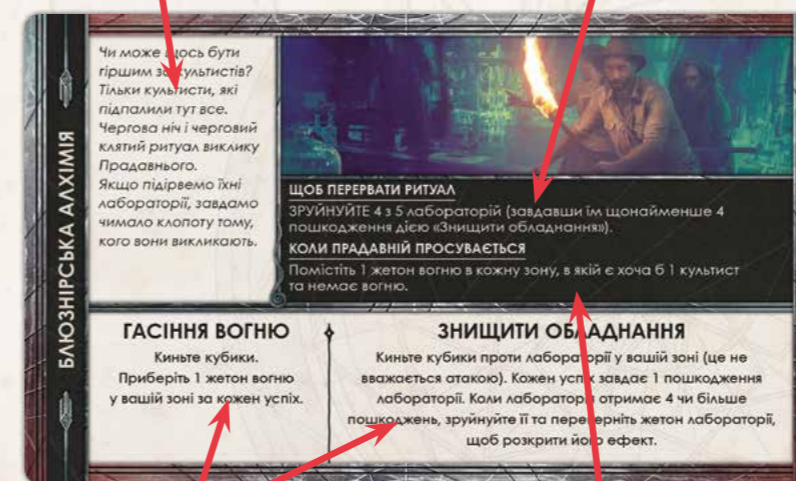 БЛЮЗНІРСЬКА АЛХІМІЯ
Чи може щось бути
гіршим за культистів?
Тільки культисти, які
підпалили тут все.
Чергова ніч і черговий
клятий ритуал виклику
Прадавнього.
Якщо підірвемо їхні
лабораторії, завдамо
чимало клопоту тому,
кого вони викликають.
ЩОБ ПЕРЕРВАТИ РИТУАЛ
ЗРУЙНУЙТЕ 4 з 5 лабораторій (завдавши їм щонайменше 4
пошкодження дією «Знищити обладнання»).
КОЛИ ПРАДАВНІЙ ПРОСУВАЄТЬСЯ
Помістіть 1 жетон вогню в кожну зону, в якій є хоча б 1 культист
та немає вогню.
ГАСІННЯ ВОГНЮ
Киньте кубики.
Приберіть 1 жетон вогню
у вашій зоні за кожен успіх.
ЗНИЩИТИ ОБЛАДНАННЯ
Киньте кубики проти лабораторії у вашій зоні (це не
вважається атакою). Кожен успіх завдає 1 пошкодження
лабораторії. Коли лабораторія отримає 4 чи більше
пошкоджень, зруйнуйте її та переверніть жетон лабораторії,
щоб розкрити його ефект.